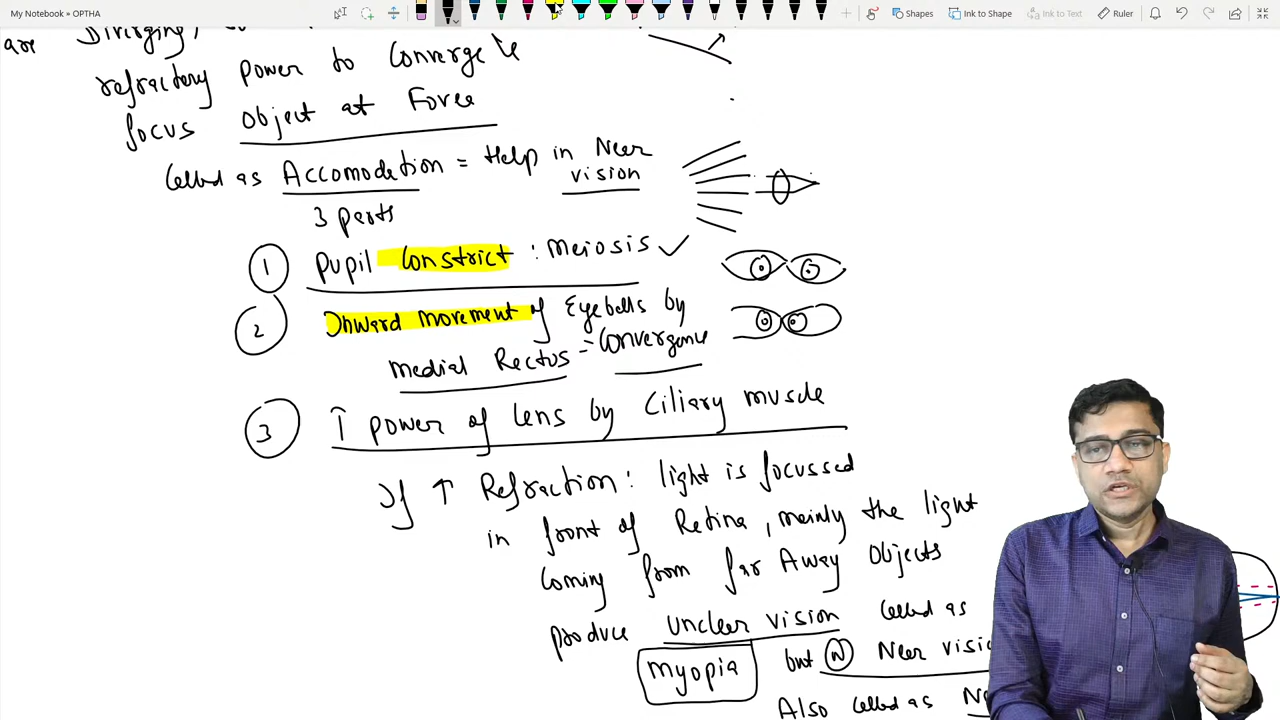 My Notebook » OPTHA
Shapes Ink to Shape Ink to Text Ruler
are Diverging,
refractory power to converge &
focus object at Fovea
Called as Accomodation = Help in Near vision
3 parts
1 Pupil Constrict : Meiosis ✓
2 Inward movement of Eyeballs by
Medial Rectus - Convergence
3 ↑ power of lens by Ciliary muscle
If ↑ Refraction : light is focussed
in front of Retina, mainly the light
coming from far Away objects
produce unclear vision called as
myopia but N Near visio
Also called as Ne